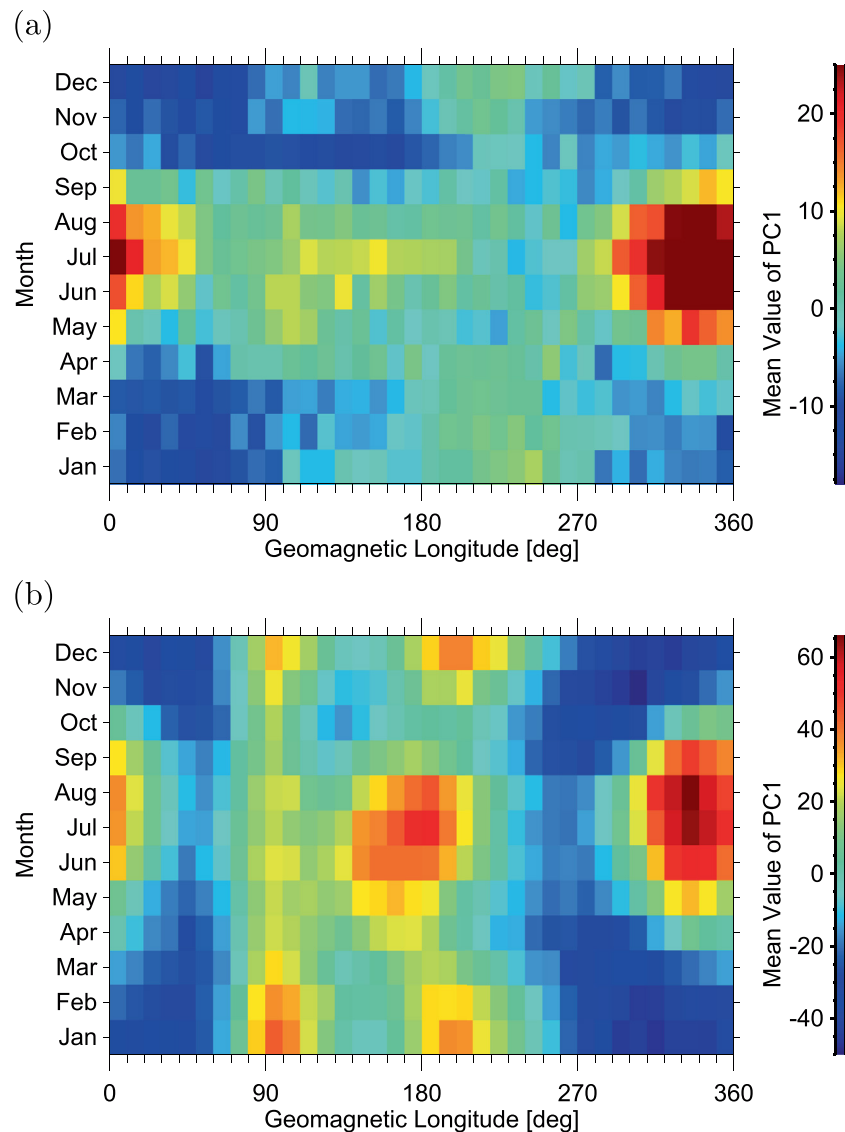 (a)
Dec
Nov
Oct
Sep
Aug
Jul
Jun
May
Apr
Mar
Feb
Jan
Month
0 90 180 270 360
Geomagnetic Longitude [deg]
20
10
0
-10
Mean Value of PC1
(b)
Dec
Nov
Oct
Sep
Aug
Jul
Jun
May
Apr
Mar
Feb
Jan
Month
0 90 180 270 360
Geomagnetic Longitude [deg]
60
40
20
0
-20
-40
Mean Value of PC1